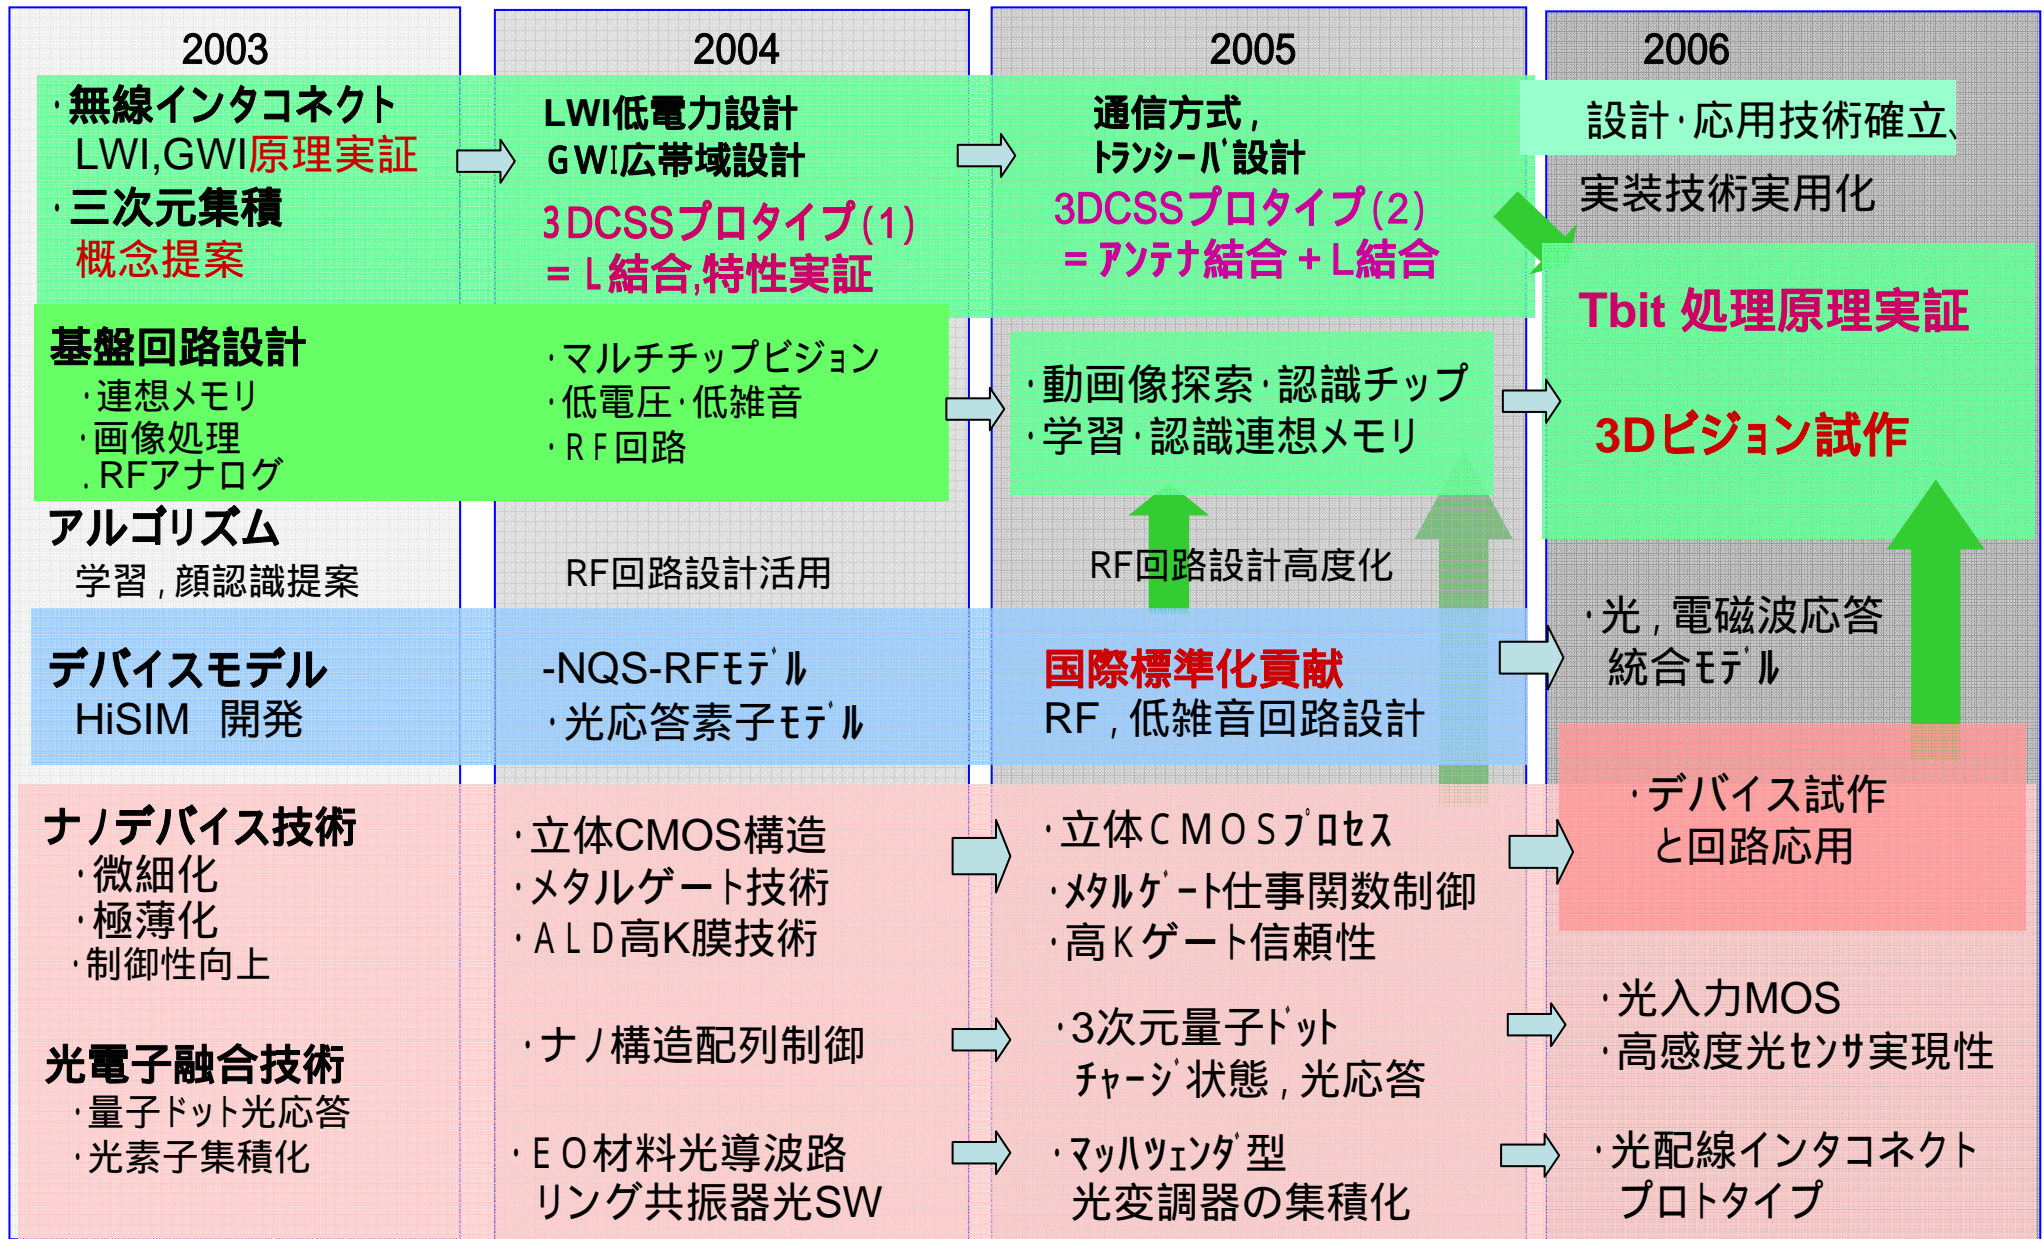 2003
・無線インタコネクト
LWI,GWI原理実証
・三次元集積
概念提案
基盤回路設計
・連想メモリ
・画像処理
.RFアナログ
アルゴリズム
学習，顔認識提案
デバイスモデル
HiSIM　開発
ナノデバイス技術
・微細化
・極薄化
・制御性向上
光電子融合技術
・量子ドット光応答
・光素子集積化
2004
LWI低電力設計
GWI広帯域設計
3DCSSプロタイプ(1)
=L結合,特性実証
・マルチチップビジョン
・低電圧・低雑音
・RF回路
RF回路設計活用
-NQS-RFﾓﾃﾞﾙ
・光応答素子ﾓﾃﾞﾙ
・立体CMOS構造
・メタルゲート技術
・ALD高K膜技術
・ナノ構造配列制御
・EO材料光導波路
リング共振器光SW
2005
通信方式，
ﾄﾗﾝｼｰﾊﾞ設計
3DCSSプロタイプ(2)
=ｱﾝﾃﾅ結合+L結合
・動画像探索・認識チップ
・学習・認識連想メモリ
RF回路設計高度化
国際標準化貢献
RF，低雑音回路設計
・立体CMOSﾌﾟﾛｾｽ
・ﾒﾀﾙｹﾞｰﾄ仕事関数制御
・高Kゲート信頼性
・3次元量子ﾄﾞｯﾄ
ﾁｬｰｼﾞ状態，光応答
・ﾏｯﾊﾂｪﾝﾀﾞ型
光変調器の集積化
2006
設計・応用技術確立、
実装技術実用化
Tbit 処理原理実証
3Dビジョン試作
・光，電磁波応答
統合ﾓﾃﾞﾙ
・デバイス試作
と回路応用
・光入力MOS
・高感度光ｾﾝｻ実現性
・光配線インタコネクト
プロトタイプ